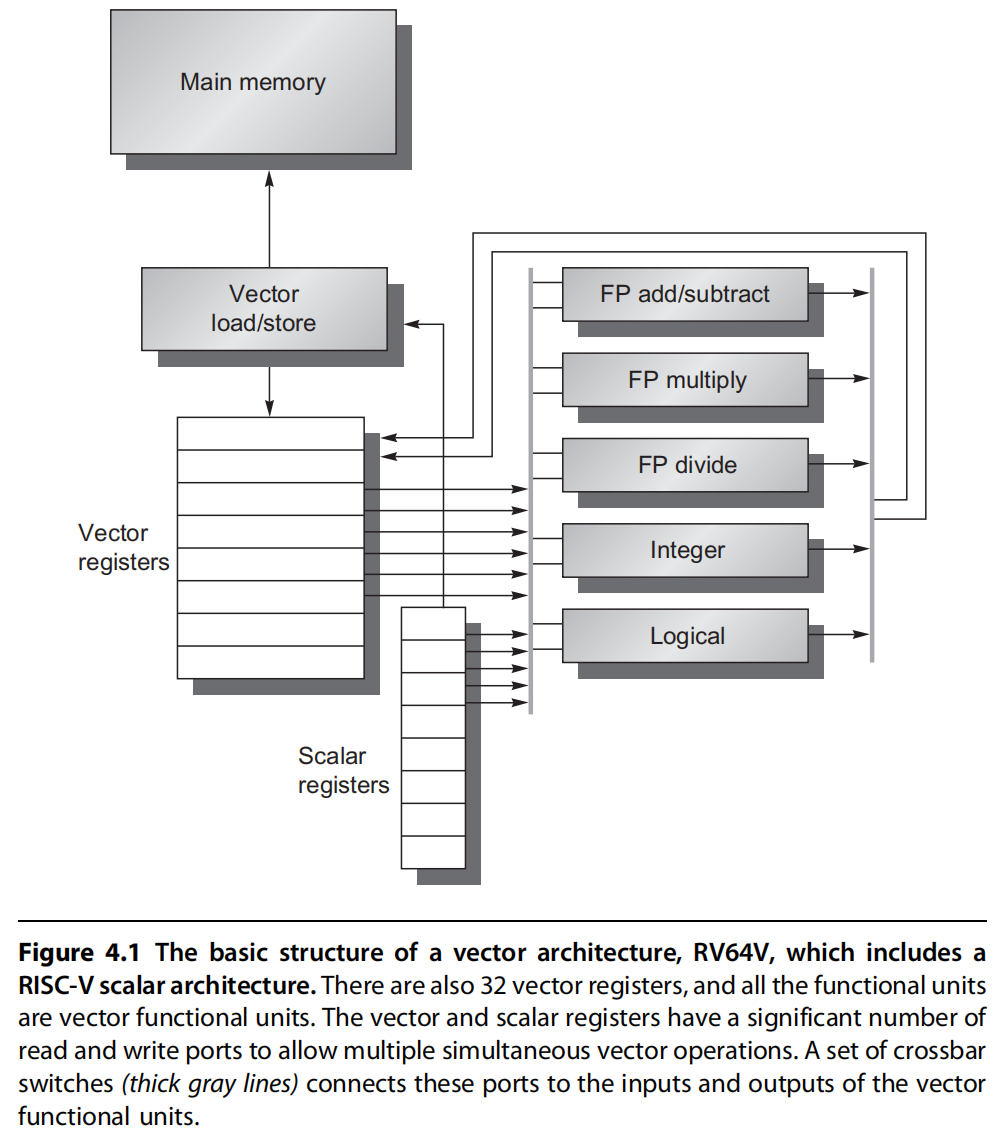 Main memory
Vector
load/store
FP add/subtract
FP multiply
FP divide
Integer
Logical
Vector
registers
Scalar
registers
Figure 4.1 The basic structure of a vector architecture, RV64V, which includes a
RISC-V scalar architecture. There are also 32 vector registers, and all the functional units
are vector functional units. The vector and scalar registers have a significant number of
read and write ports to allow multiple simultaneous vector operations. A set of crossbar
switches (thick gray lines) connects these ports to the inputs and outputs of the vector
functional units.